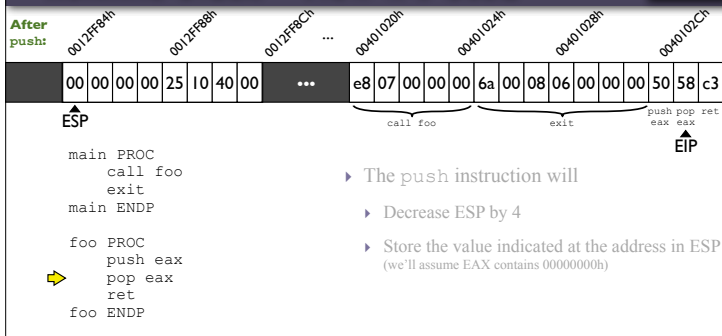 After
push:
0012FF84h 0012FF88h 0012FF8Ch ... 00401020h 00401024h 00401028h 0040102Ch
00 00 00 00 25 10 40 00 ... e8 07 00 00 00 6a 00 08 06 00 00 00 50 58 c3
ESP
call foo
exit
push pop ret
eax eax
EIP
main PROC
call foo
exit
main ENDP
foo PROC
push eax
pop eax
ret
foo ENDP
The push instruction will
Decrease ESP by 4
Store the value indicated at the address in ESP
(we'll assume EAX contains 00000000h)